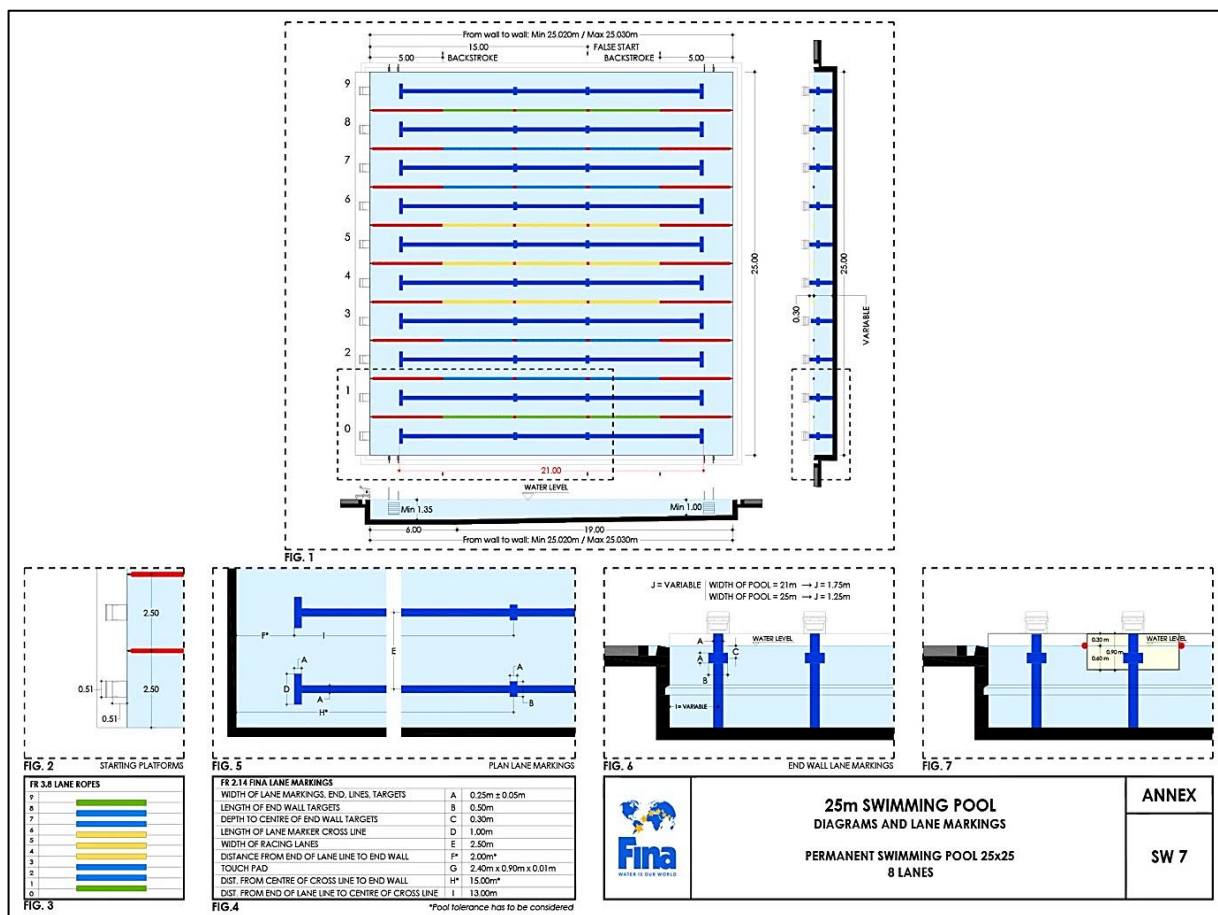 From wall to wall: Min 25.020m / Max 25.030m
15.00 FALSE START
5.00 BACKSTROKE BACKSTROKE 5.00
9
8
7
6
5
4
3
2
1
0
25.00
21.00
0.30
25.00
VARIABLE
WATER LEVEL
Min 1.35 Min 1.00
6.00 19.00
From wall to wall: Min 25.020m / Max 25.030m
FIG. 1
2.50
2.50
0.51
0.51
FIG. 2 STARTING PLATFORMS
F* I
E
A
D
A
A
B
H*
FIG. 5 PLAN LANE MARKINGS
J = VARIABLE WIDTH OF POOL = 21m → J = 1.75m
WIDTH OF POOL = 25m → J = 1.25m
WATER LEVEL
A
A
C
B
I = VARIABLE
FIG. 6 END WALL LANE MARKINGS
WATER LEVEL
0.30 m
0.90 m
0.60 m
FIG. 7
FR 3.8 LANE ROPES
9
8
7
6
5
4
3
2
1
0
FIG. 3
FR 2.14 FINA LANE MARKINGS
WIDTH OF LANE MARKINGS, END, LINES, TARGETS A 0.25m ± 0.05m
LENGTH OF END WALL TARGETS B 0.50m
DEPTH TO CENTRE OF END WALL TARGETS C 0.30m
LENGTH OF LANE MARKER CROSS LINE D 1.00m
WIDTH OF RACING LANES E 2.50m
DISTANCE FROM END OF LANE LINE TO END WALL F* 2.00m*
TOUCH PAD G 2.40m x 0.90m x 0.01m
DIST. FROM CENTRE OF CROSS LINE TO END WALL H* 15.00m*
DIST. FROM END OF LANE LINE TO CENTRE OF CROSS LINE I 13.00m
FIG.4 *Pool tolerance has to be considered
Fina
WATER IS OUR WORLD
25m SWIMMING POOL
DIAGRAMS AND LANE MARKINGS
PERMANENT SWIMMING POOL 25x25
8 LANES
ANNEX
SW 7